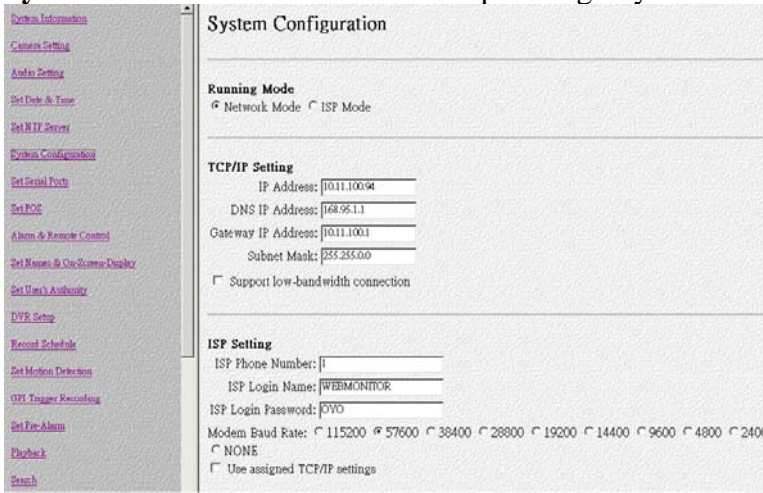 System Information
Camera Setting
Audio Setting
Set Date & Time
Set NTP Server
System Configuration
Set Serial Ports
Set POS
Alarm & Remote Control
Set Names & On-Screen-Display
Set User's Authority
DVR Setup
Record Schedule
Set Motion Detection
GPI Trigger Recording
Set Pre-Alarm
Playback
Search
System Configuration
Running Mode
Network Mode ISP Mode
TCP/IP Setting
IP Address: 10.11.100.94
DNS IP Address: 168.95.1.1
Gateway IP Address: 10.11.100.1
Subnet Mask: 255.255.0.0
Support low-bandwidth connection
ISP Setting
ISP Phone Number: 1
ISP Login Name: WEBMONITOR
ISP Login Password: OYO
Modem Baud Rate: 115200 57600 38400 28800 19200 14400 9600 4800 2400
NONE
Use assigned TCP/IP settings